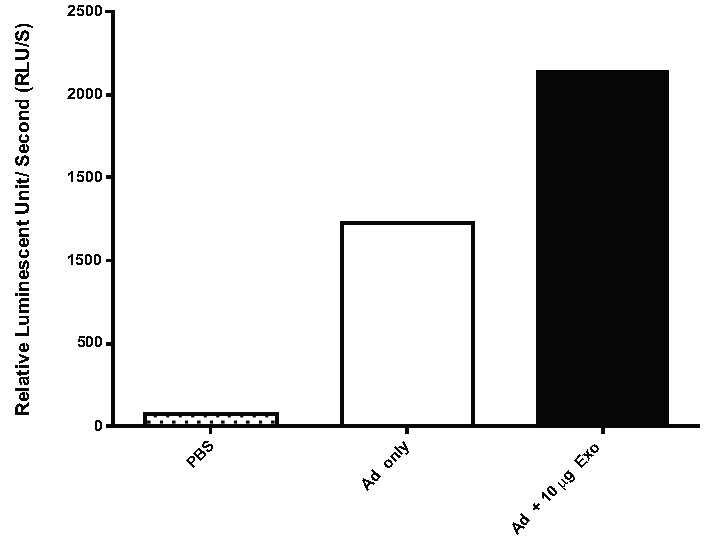 Relative Luminescent Unit/ Second (RLU/S)
2500
2000
1500
1500
500
0
PBS
Ad only
Ad + 10 μg Exo